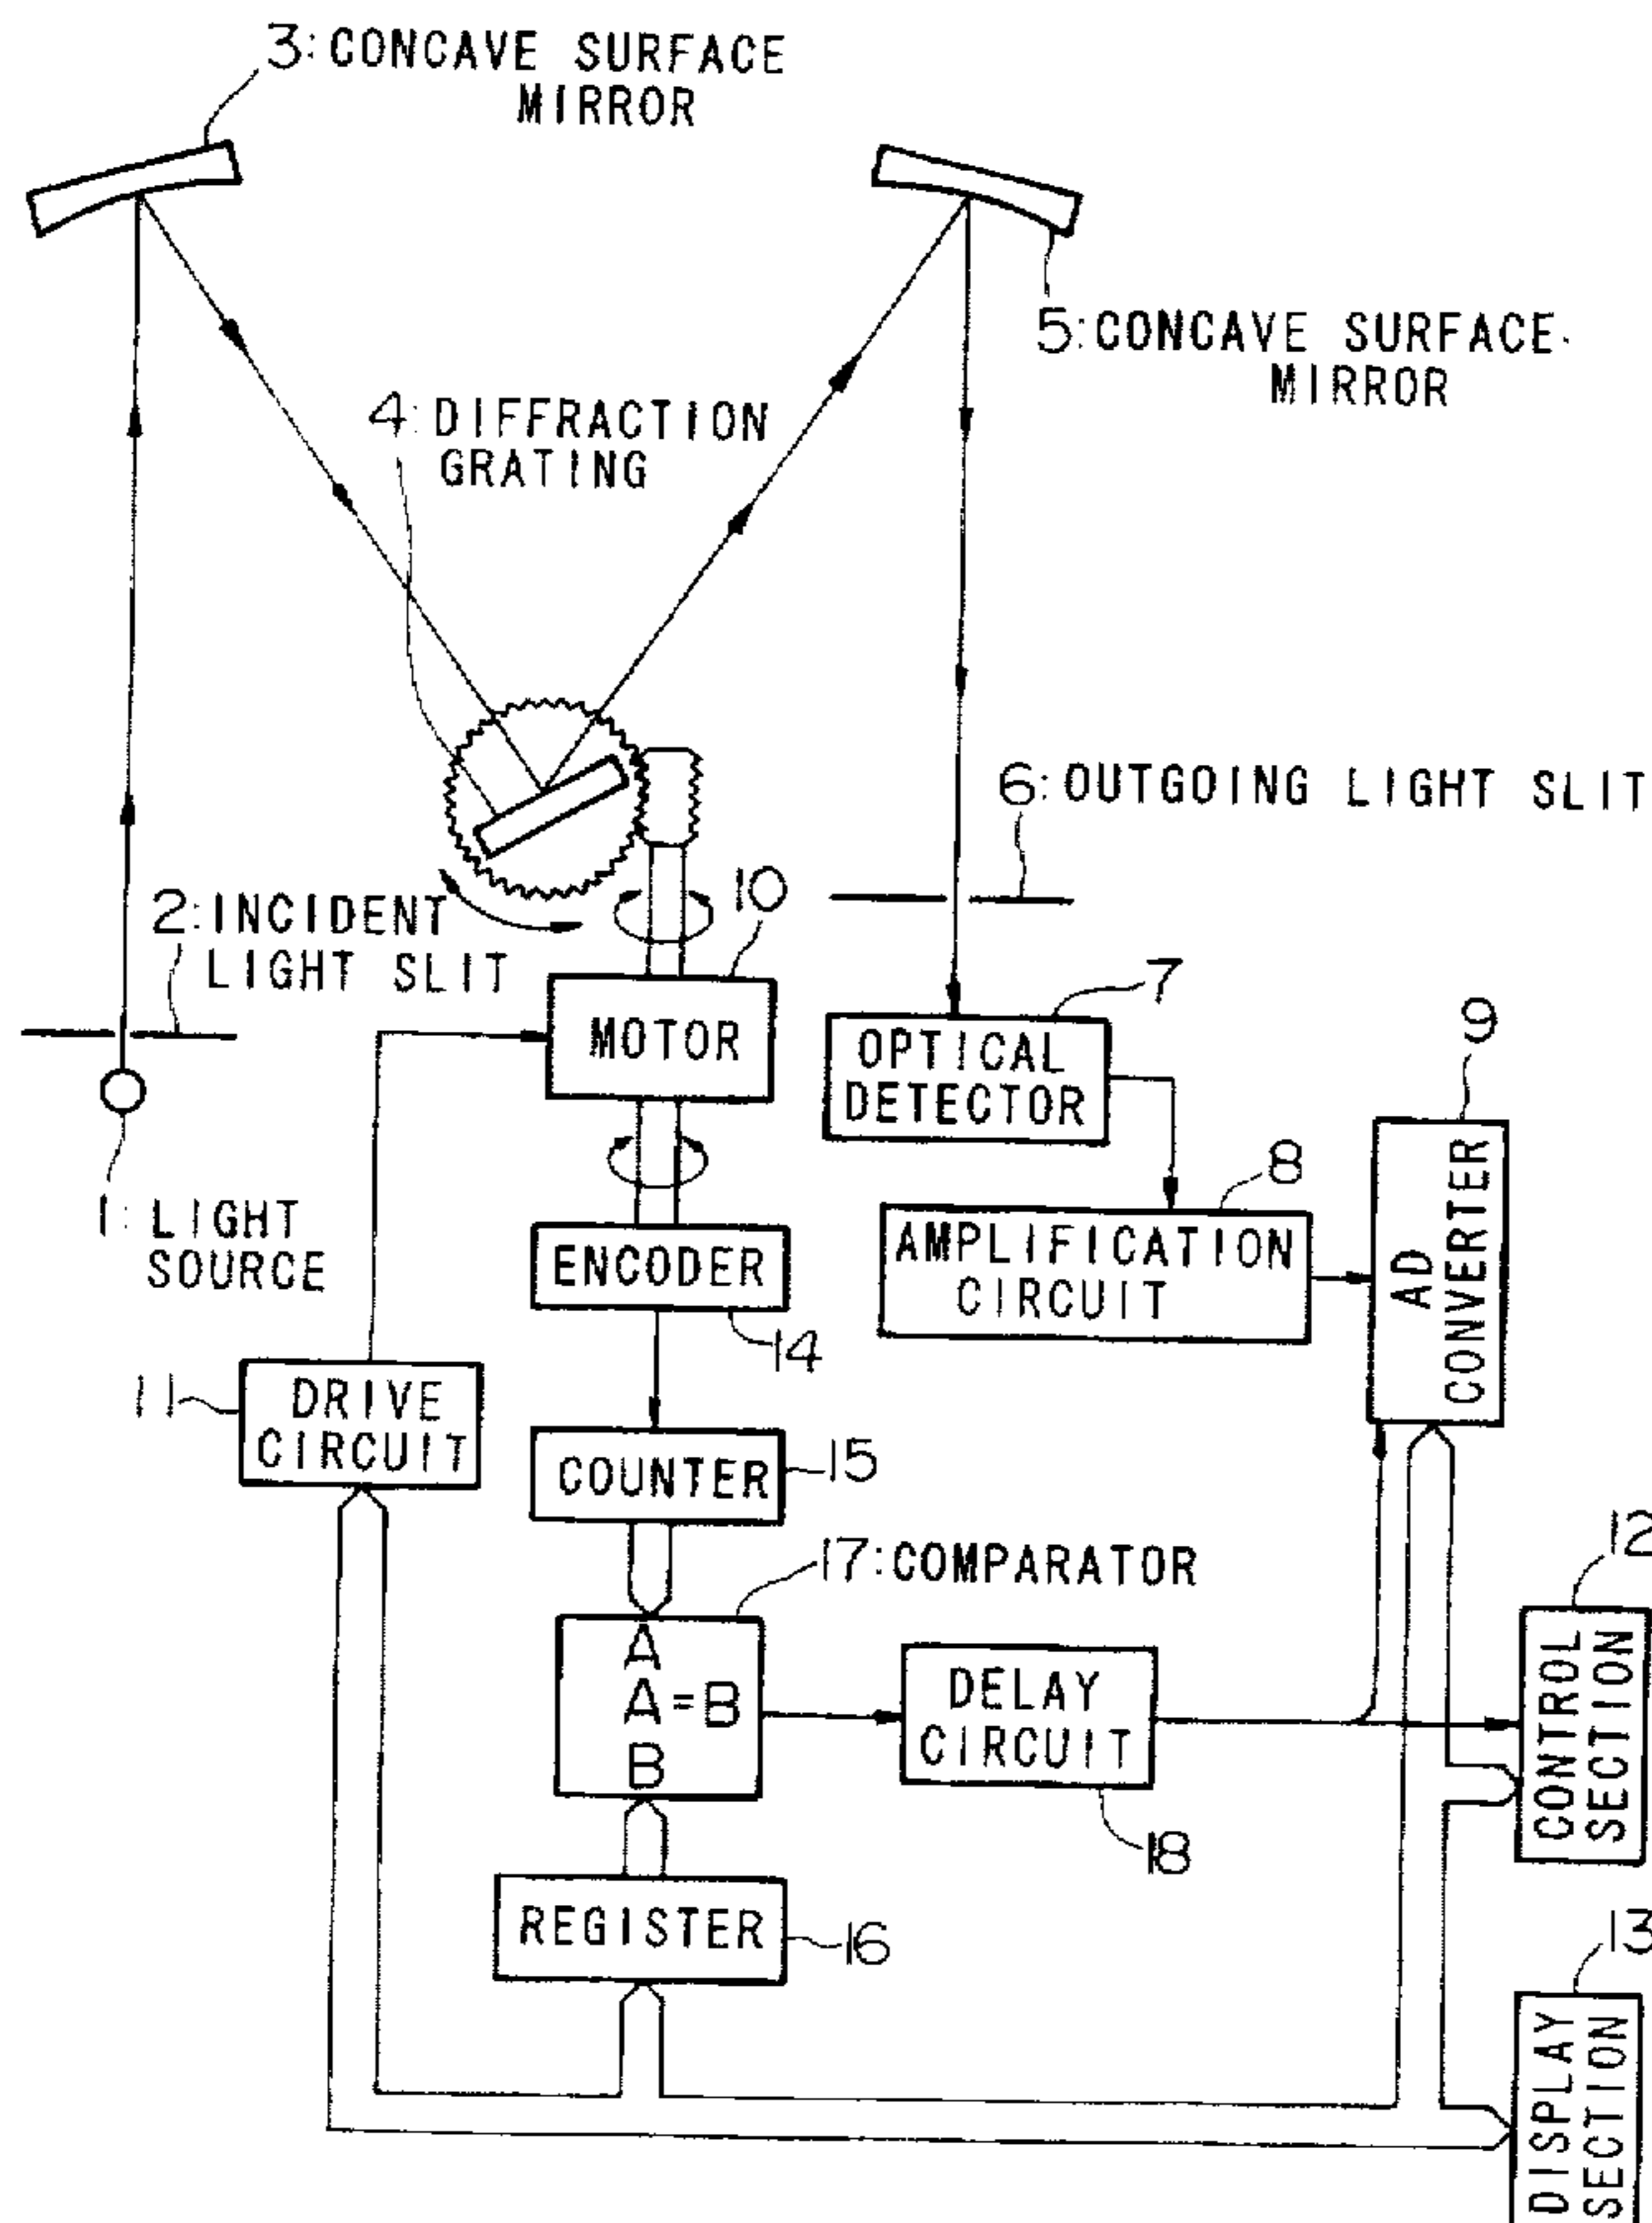 3: CONCAVE SURFACE
MIRROR
5: CONCAVE SURFACE
MIRROR
4: DIFFRACTION
GRATING
6: OUTGOING LIGHT SLIT
2: INCIDENT
LIGHT SLIT
10
MOTOR
7
OPTICAL
DETECTOR
9
AD
CONVERTER
8
AMPLIFICATION
CIRCUIT
1: LIGHT
SOURCE
ENCODER
14
11
DRIVE
CIRCUIT
COUNTER
15
17: COMPARATOR
A
A=B
B
DELAY
CIRCUIT
18
12
CONTROL
SECTION
REGISTER
16
13
DISPLAY
SECTION